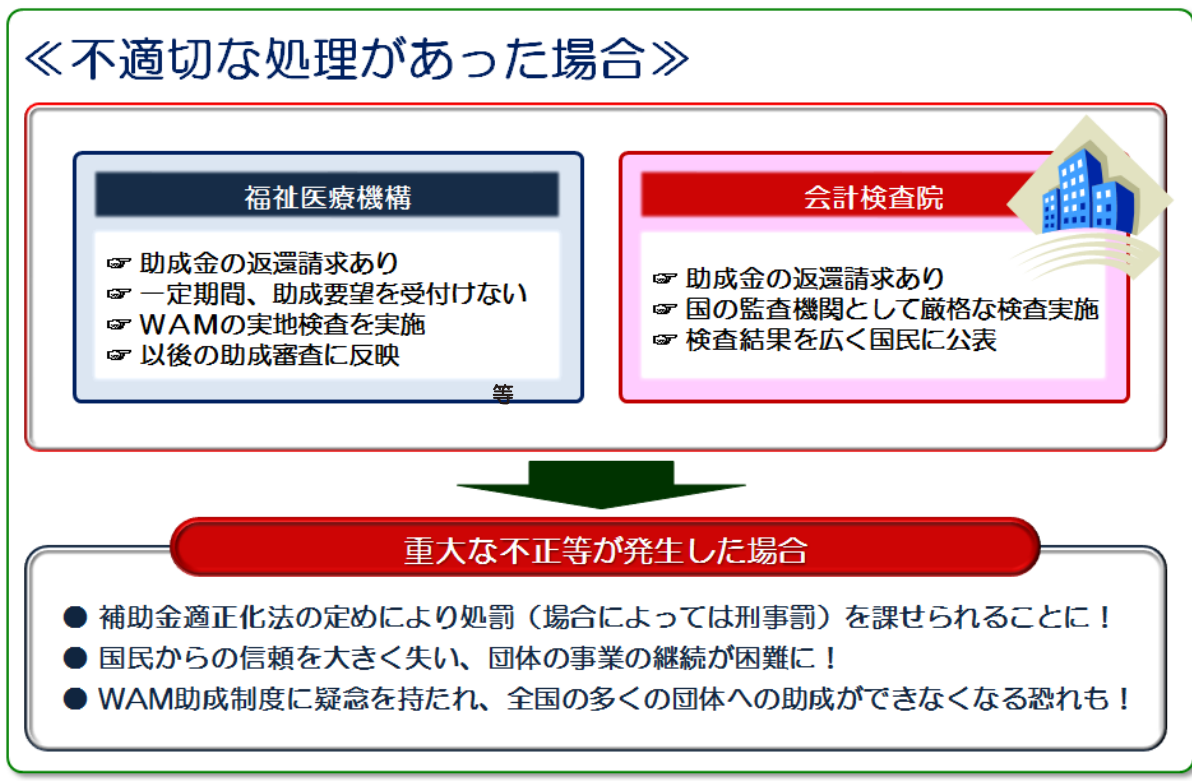 ≪不適切な処理があった場合≫
福祉医療機構
☞ 助成金の返還請求あり
☞ 一定期間、助成要望を受付けない
☞ WAMの実地検査を実施
☞ 以後の助成審査に反映
等
会計検査院
☞ 助成金の返還請求あり
☞ 国の監査機関として厳格な検査実施
☞ 検査結果を広く国民に公表
重大な不正等が発生した場合
● 補助金適正化法の定めにより処罰（場合によっては刑事罰）を課せられることに！
● 国民からの信頼を大きく失い、団体の事業の継続が困難に！
● WAM助成制度に疑念を持たれ、全国の多くの団体への助成ができなくなる恐れも！